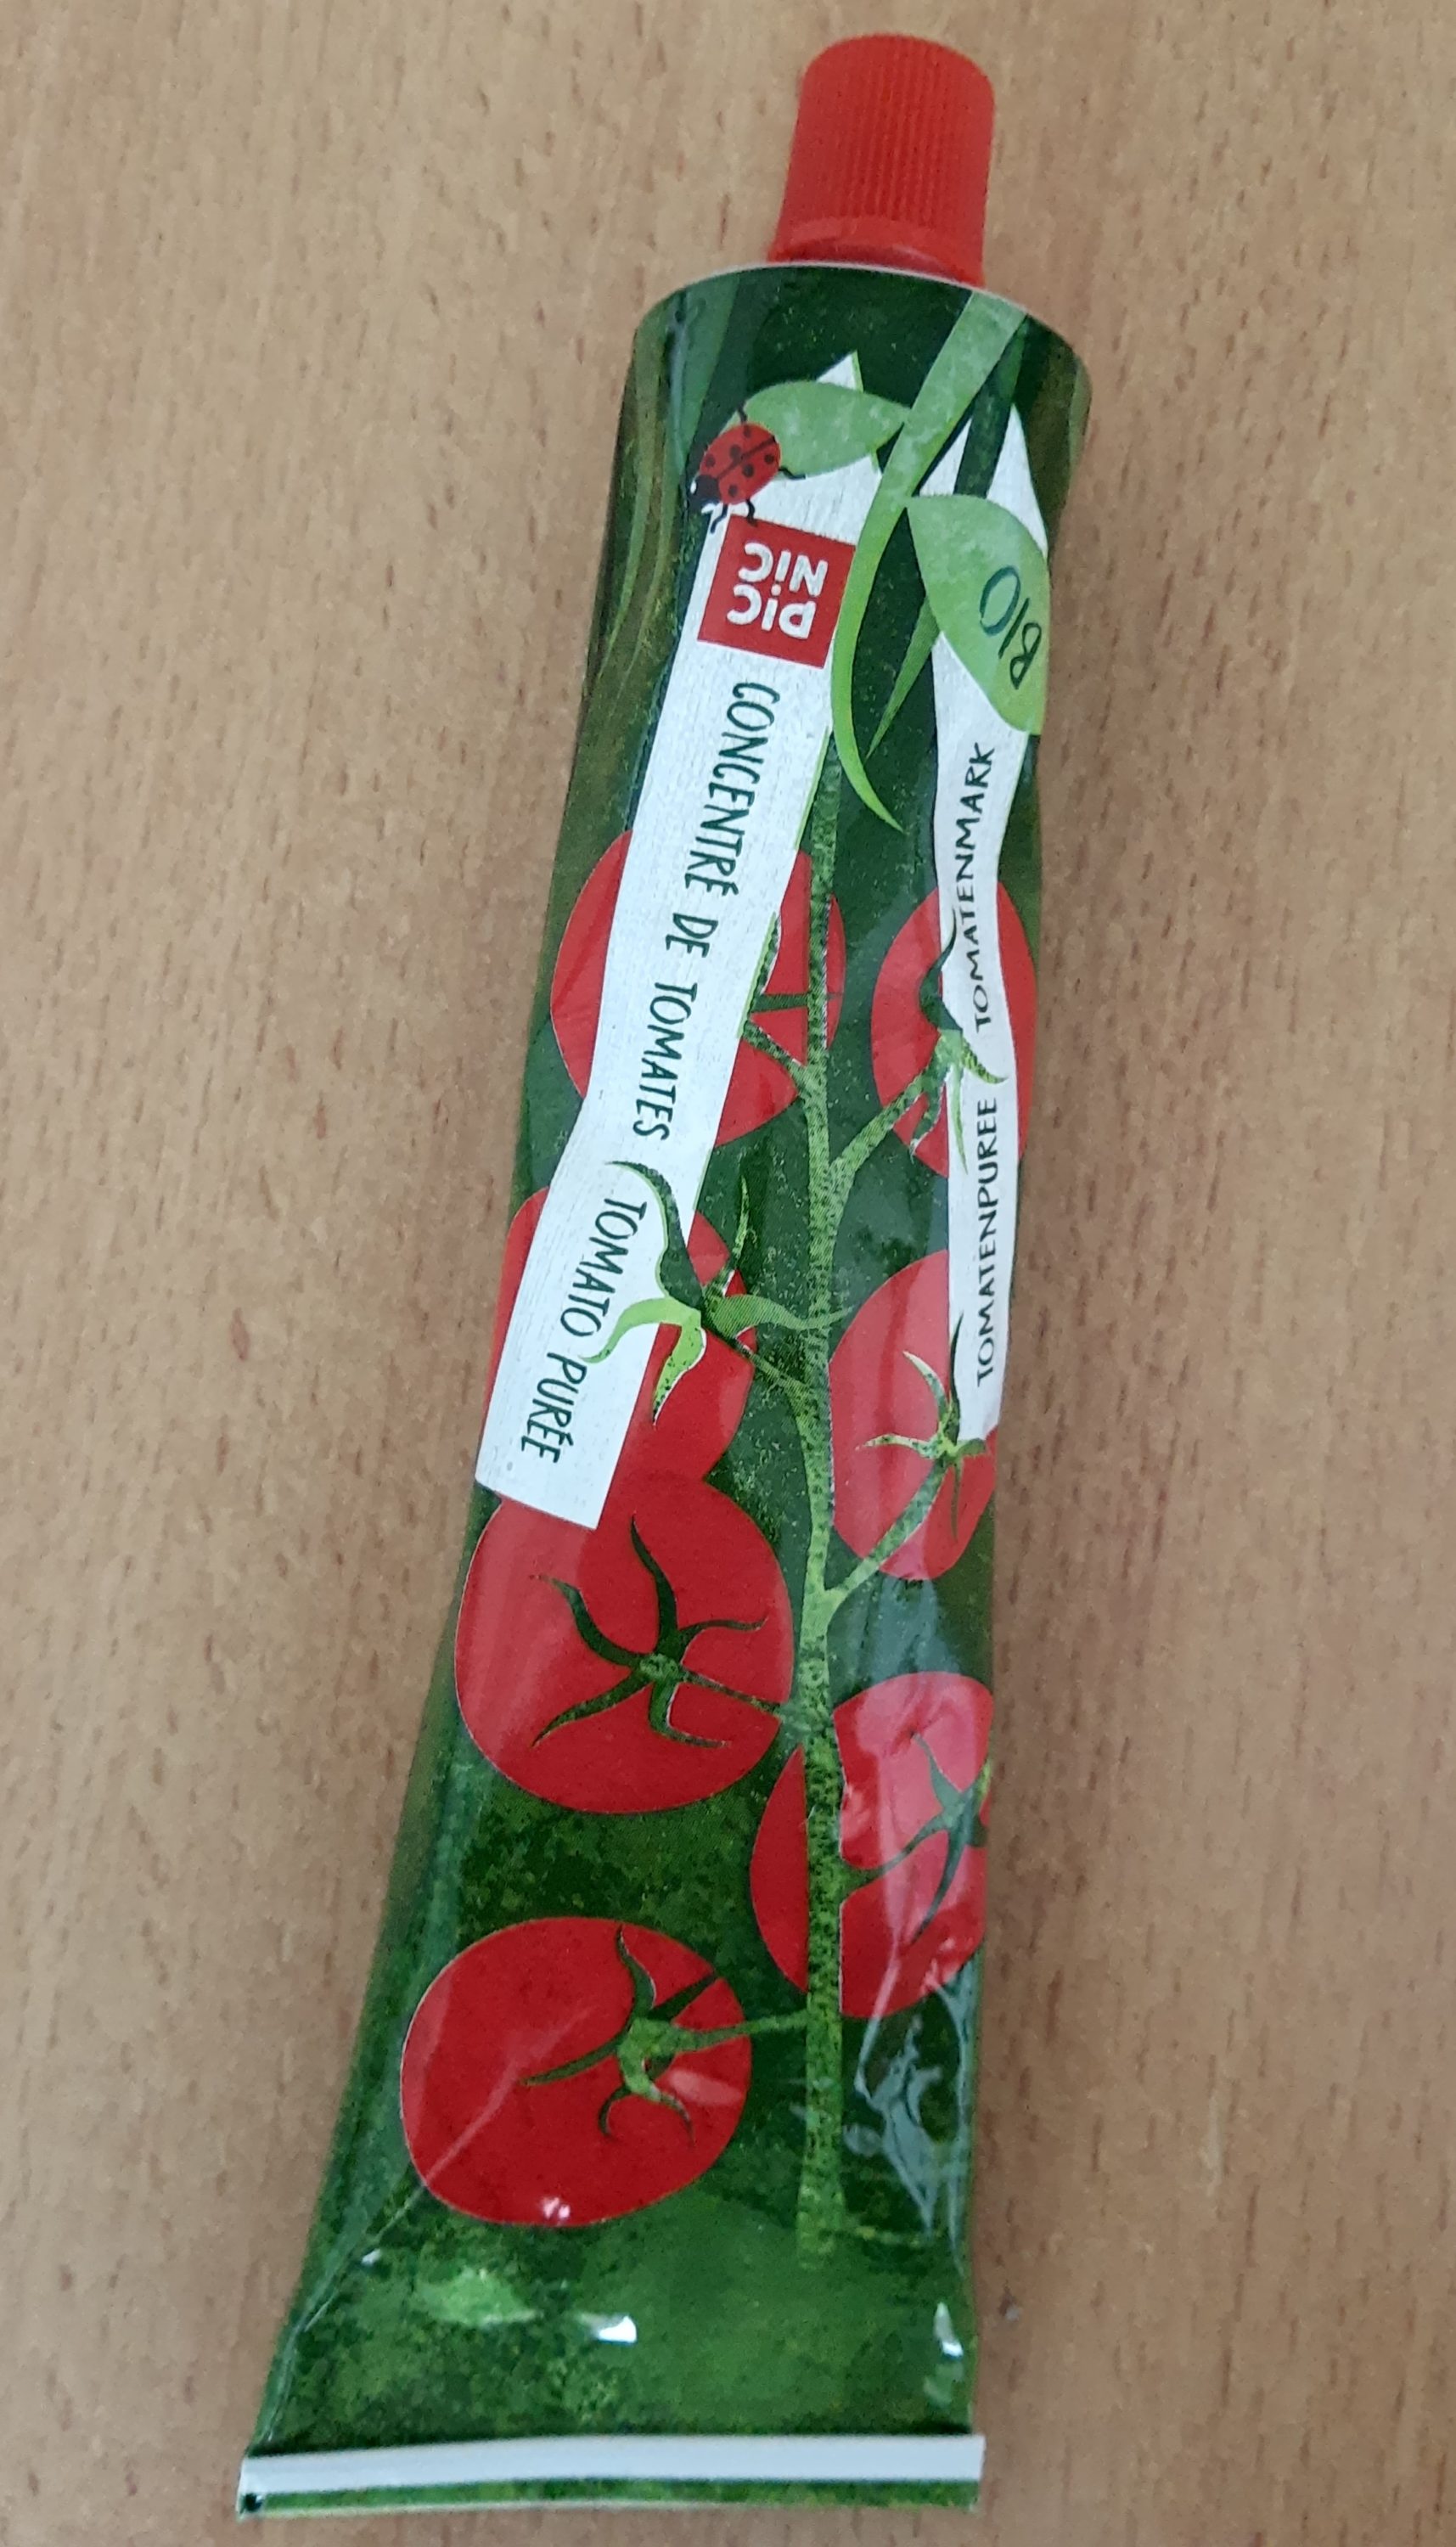 PIC
NIC
CONCENTRÉ DE TOMATES TOMATO PURÉE
BIO
TOMATENPUREE TOMATENMARK